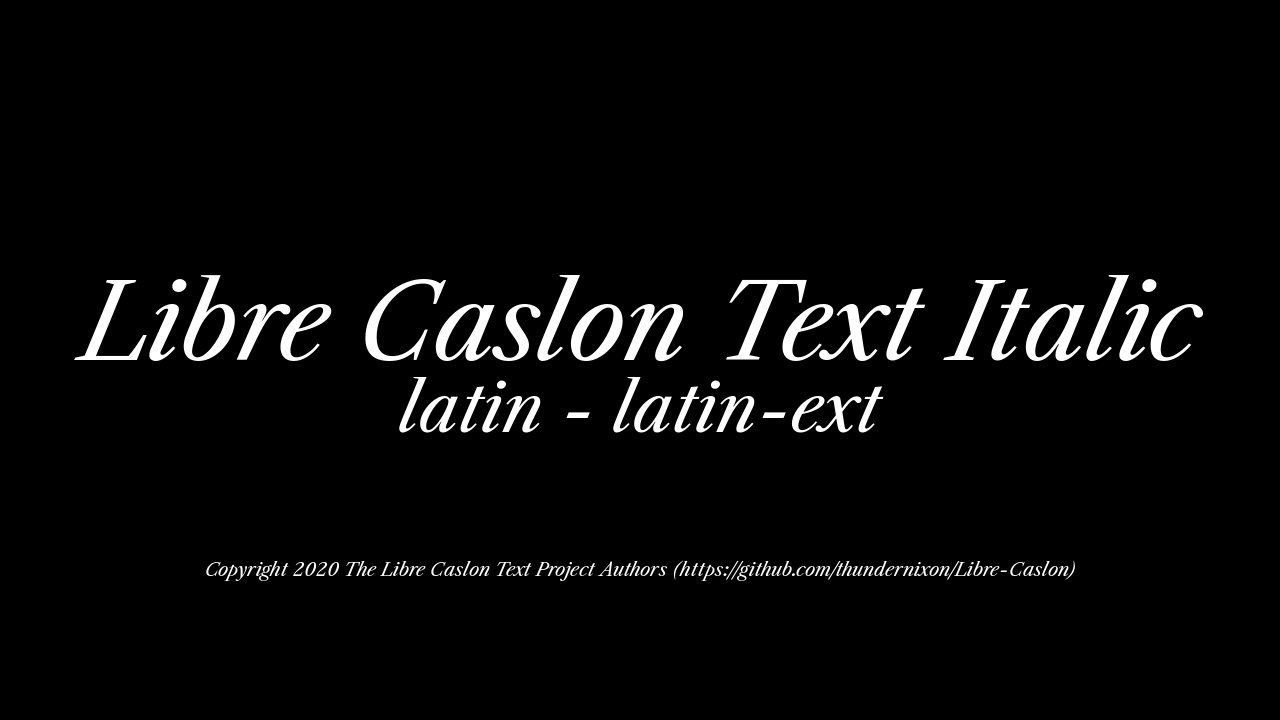 Libre Caslon Text Italic
latin - latin-ext
Copyright 2020 The Libre Caslon Text Project Authors (https://github.com/thundernixon/Libre-Caslon)